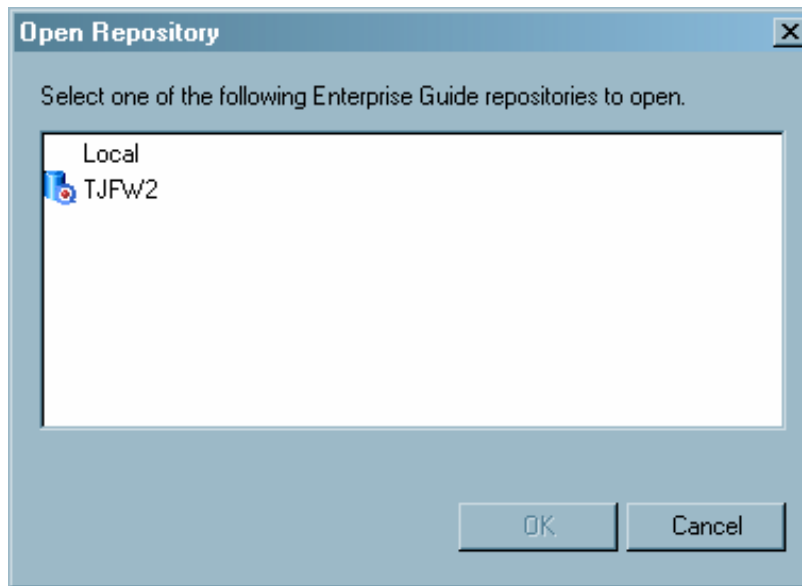 Open Repository
Select one of the following Enterprise Guide repositories to open.
Local
TJFW2
OK
Cancel